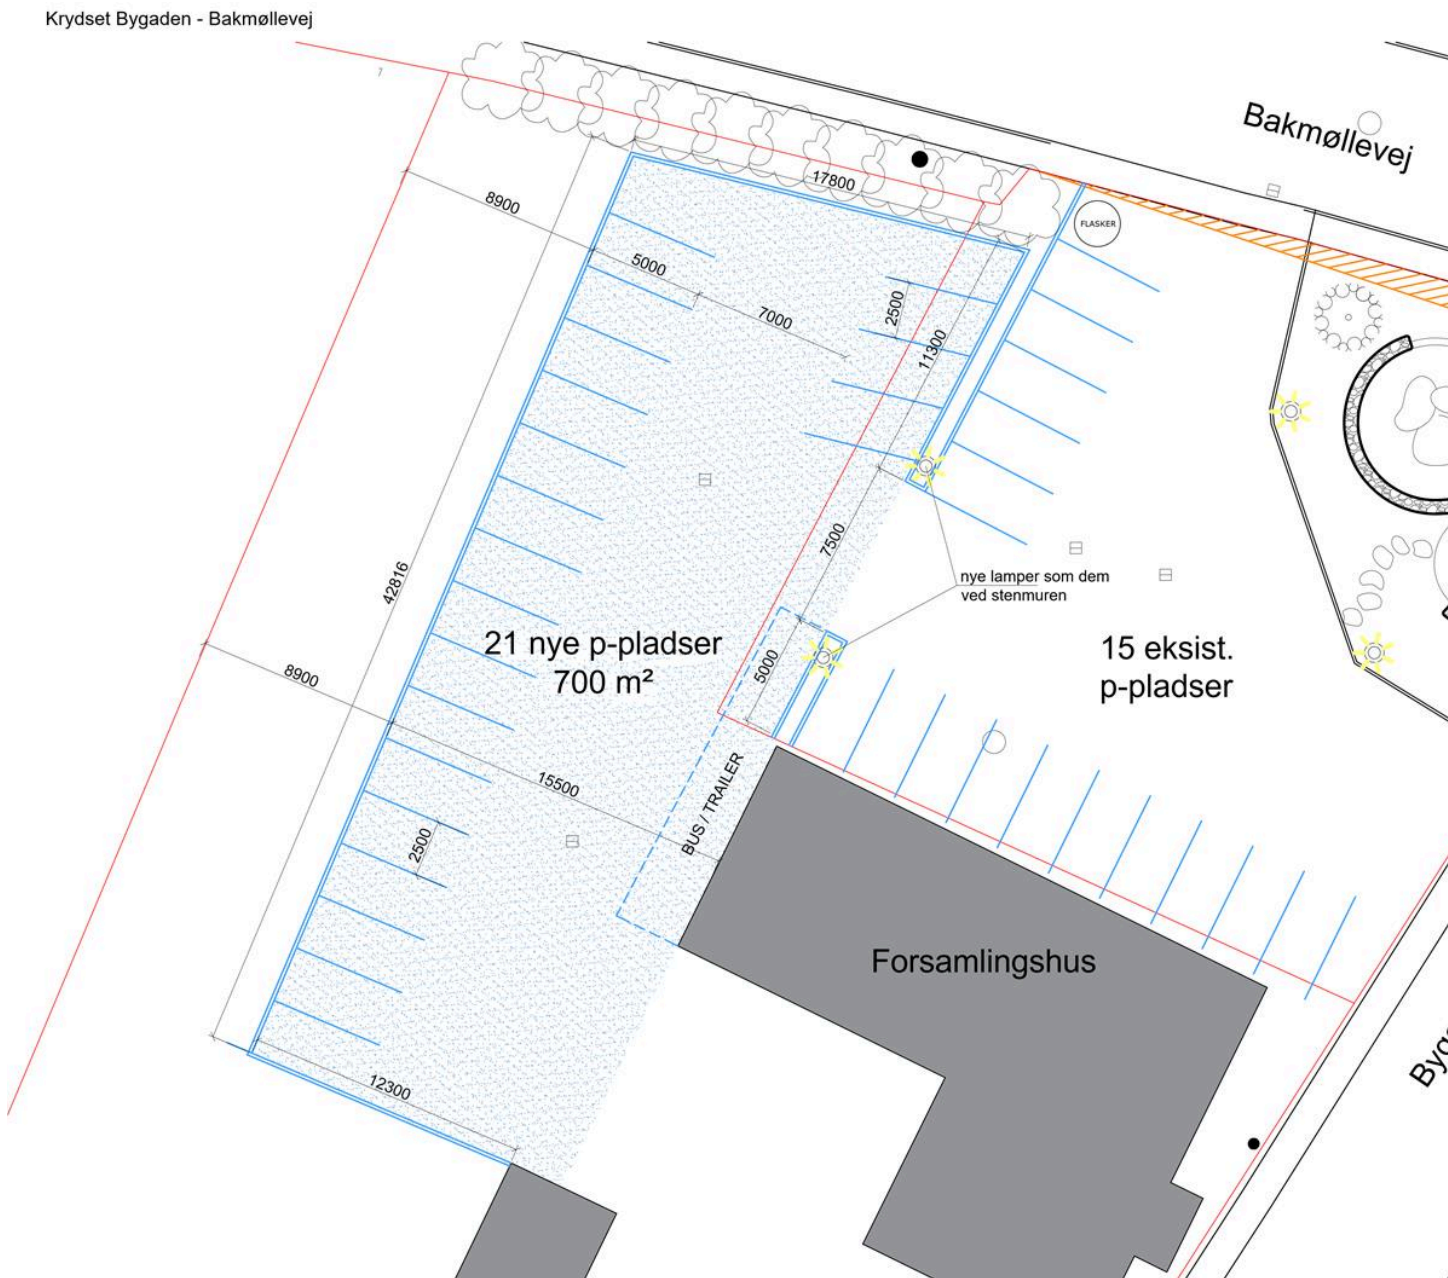 Krydset Bygaden - Bakmøllevej
Bakmøllevej
17800
FLASKER
8900
5000
7000
2500
11300
7500
42816
nye lamper som dem
ved stenmuren
21 nye p-pladser
700 m²
15 eksist.
p-pladser
5000
8900
15500
BUS / TRAILER
2500
Forsamlingshus
12300